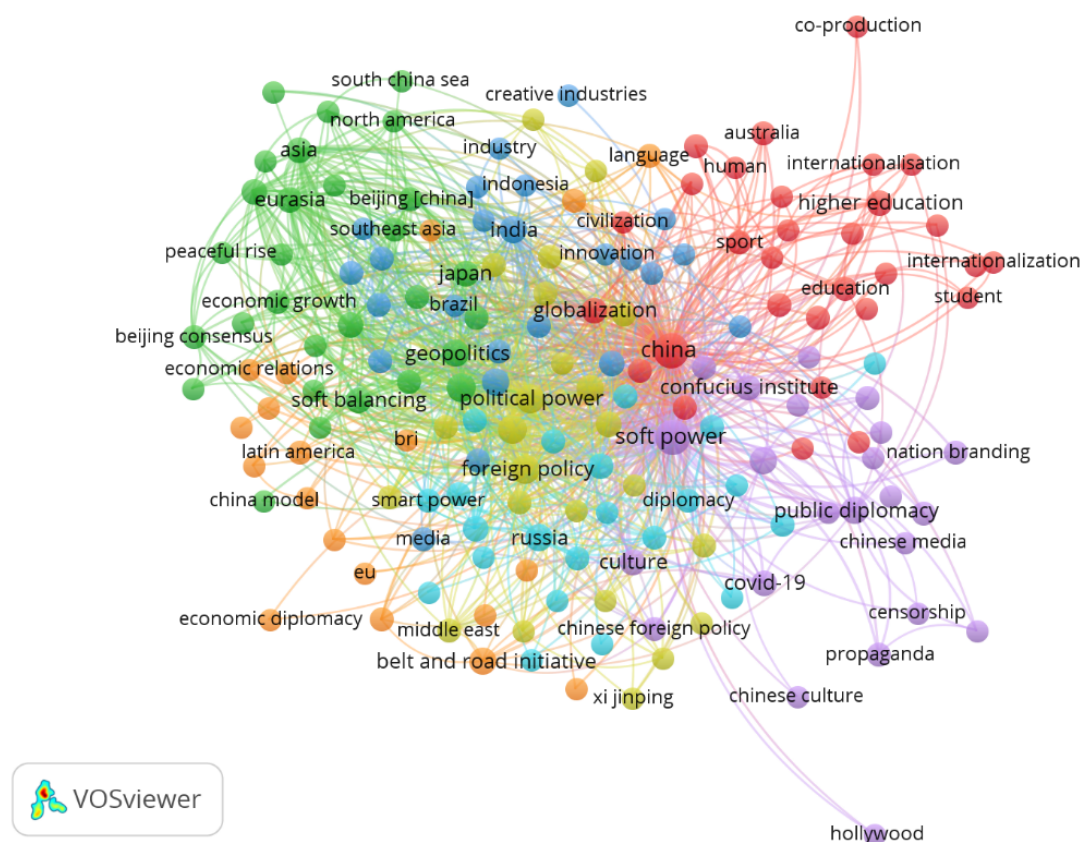 co-production
south china sea
creative industries
north america
australia
industry
language
asia
human
internationalisation
indonesia
eurasia
beijing [china]
higher education
civilization
southeast asia
india
sport
peaceful rise
innovation
internationalization
japan
education
student
economic growth
brazil
globalization
beijing consensus
geopolitics
china
economic relations
confucius institute
soft balancing
political power
bri
soft power
latin america
nation branding
foreign policy
china model
smart power
diplomacy
public diplomacy
media
russia
chinese media
culture
eu
covid-19
economic diplomacy
censorship
middle east
chinese foreign policy
propaganda
belt and road initiative
xi jinping
chinese culture
VOSviewer
hollywood